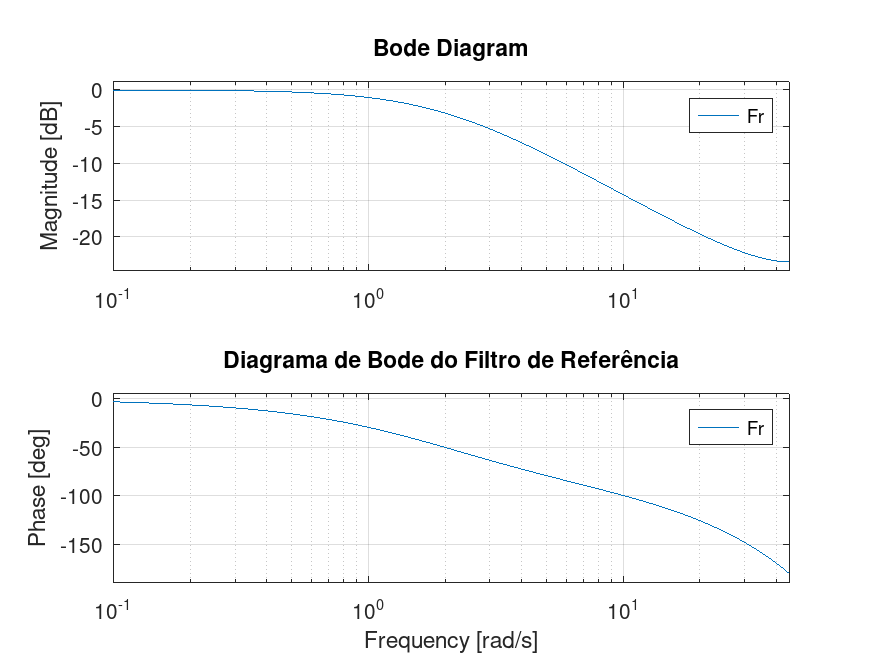 Bode Diagram
Magnitude [dB]
0
-5
-10
-15
-20
Fr
10^-1
10^0
10^1
Diagrama de Bode do Filtro de Referência
Phase [deg]
0
-50
-100
-150
Fr
10^-1
10^0
10^1
Frequency [rad/s]